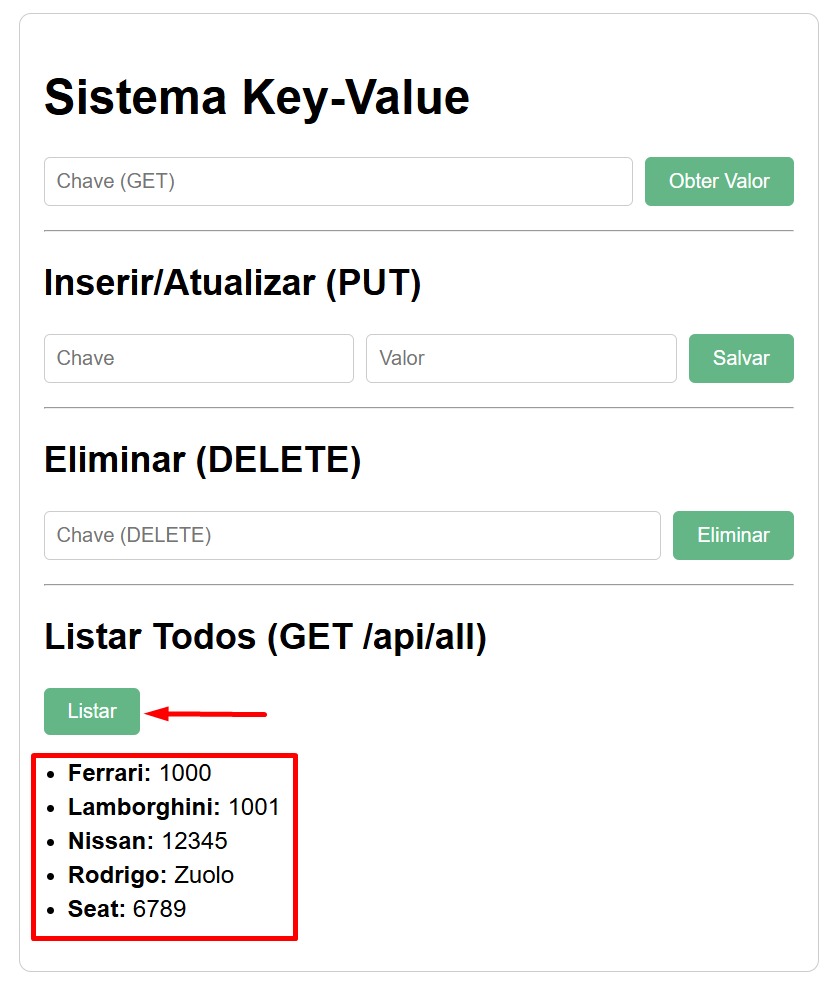 Sistema Key-Value
Chave (GET) Obter Valor
Inserir/Atualizar (PUT)
Chave Valor Salvar
Eliminar (DELETE)
Chave (DELETE) Eliminar
Listar Todos (GET /api/all)
Listar
• Ferrari: 1000
• Lamborghini: 1001
• Nissan: 12345
• Rodrigo: Zuolo
• Seat: 6789